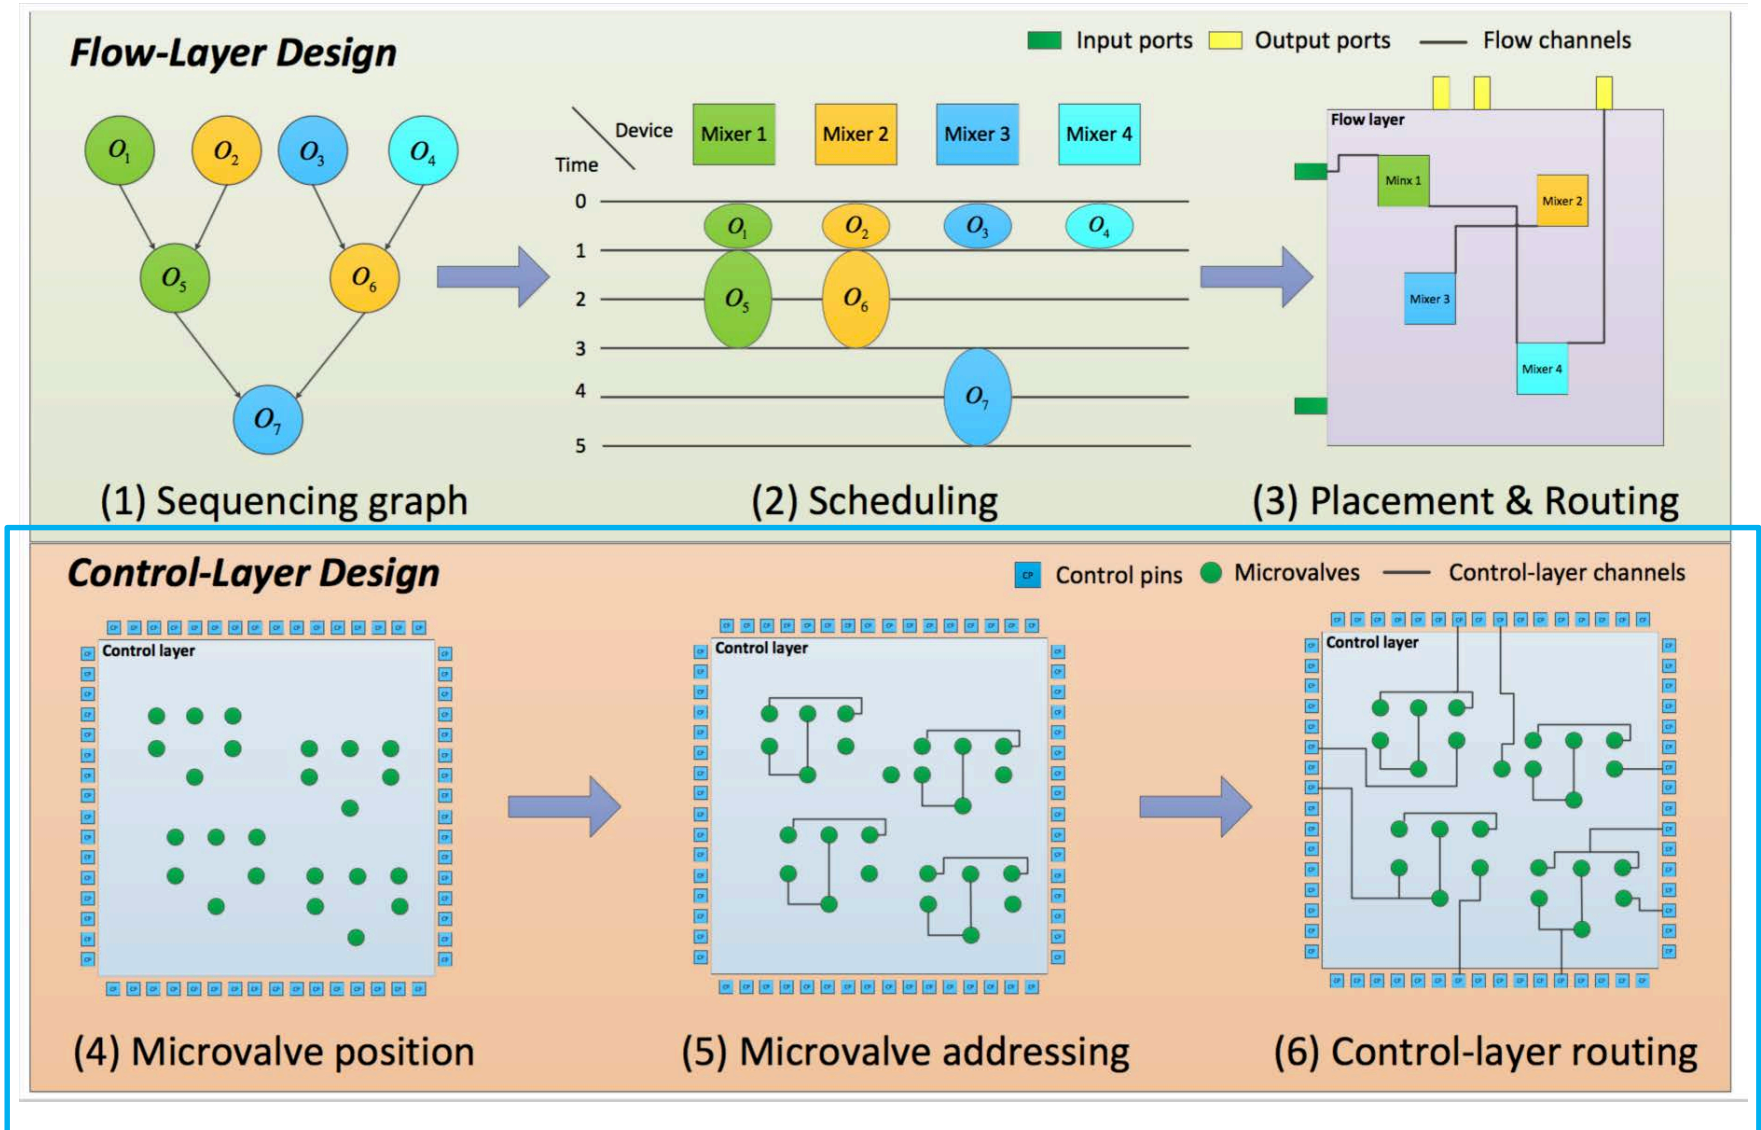 Flow-Layer Design
Input ports Output ports Flow channels
O1 O2 O3 O4
O5 O6
O7
(1) Sequencing graph
Device
Time
Mixer 1 Mixer 2 Mixer 3 Mixer 4
0
O1 O2 O3 O4
1
2
O5 O6
3
4
O7
5
(2) Scheduling
Flow layer
Minx 1
Mixer 2
Mixer 3
Mixer 4
(3) Placement & Routing
Control-Layer Design
CP Control pins Microvalves Control-layer channels
Control layer
(4) Microvalve position
Control layer
(5) Microvalve addressing
Control layer
(6) Control-layer routing